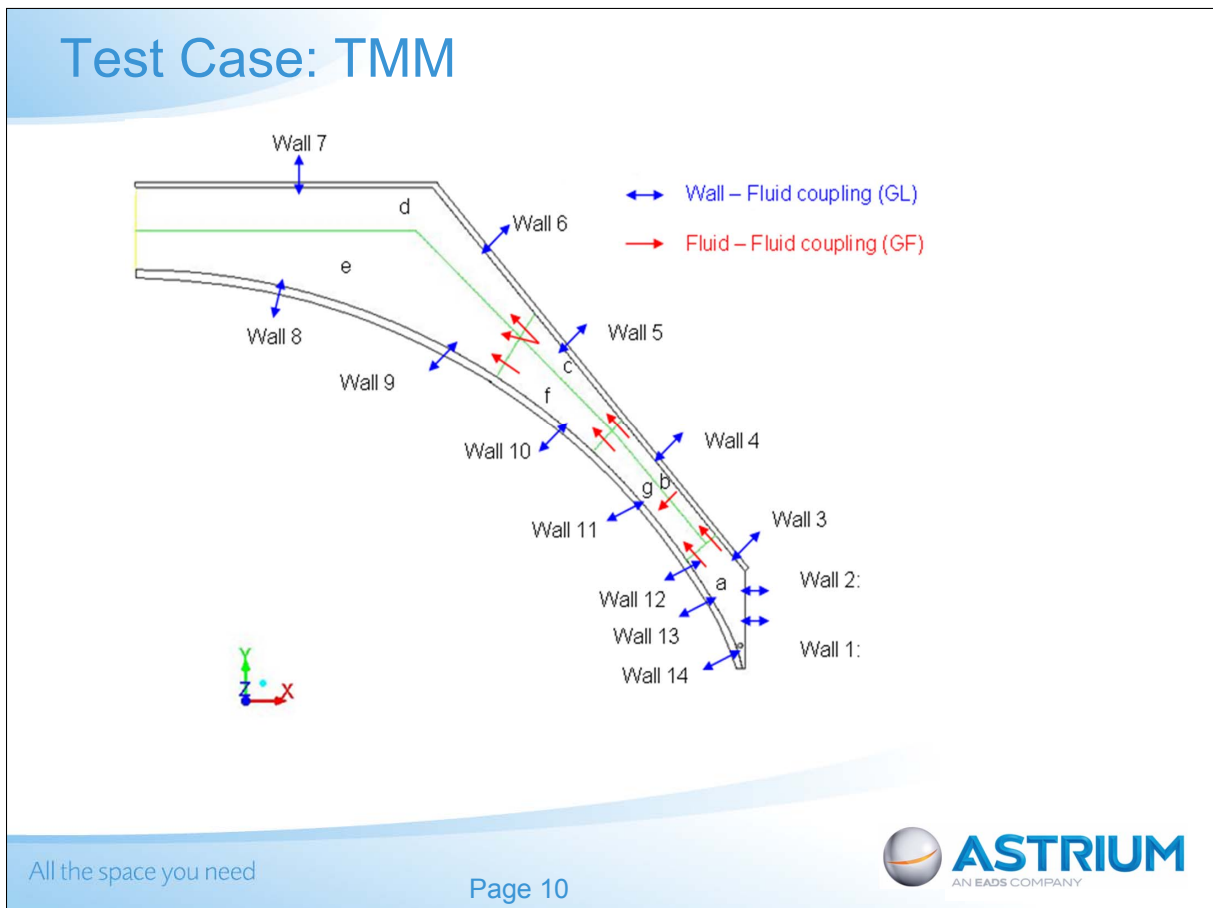 Test Case: TMM
Wall 7
d
Wall – Fluid coupling (GL)
Wall 6
Fluid – Fluid coupling (GF)
e
Wall 8
Wall 5
c
Wall 9
f
Wall 10
Wall 4
b
g
Wall 11
Wall 3
a
Wall 2:
Wall 12
Wall 13
Wall 1:
Wall 14
Y
Z
X
All the space you need
Page 10
ASTRIUM
AN EADS COMPANY